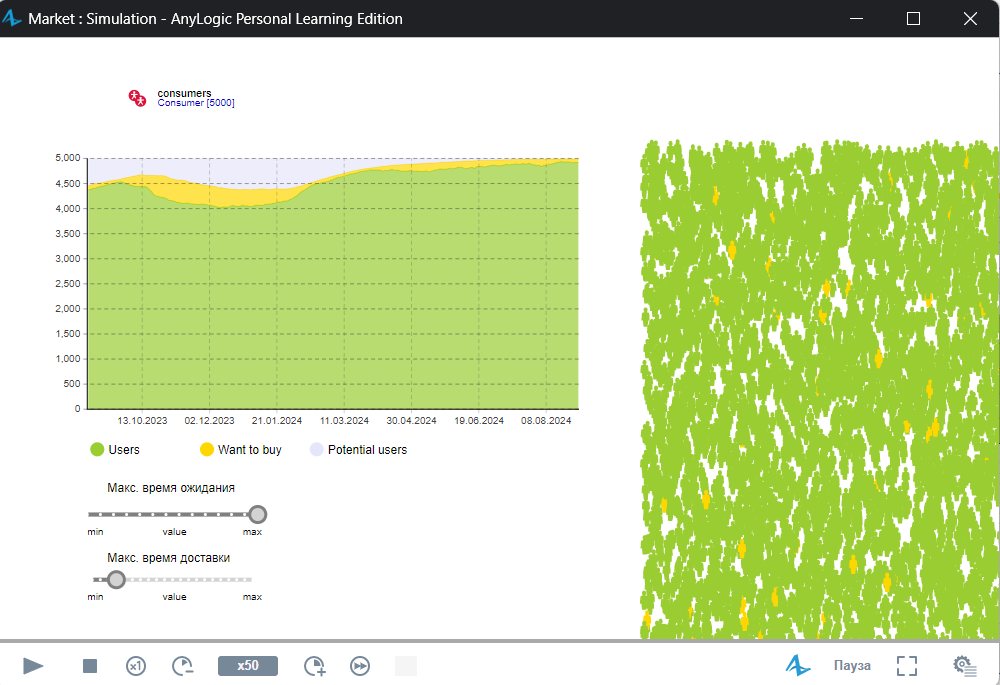 Market : Simulation - AnyLogic Personal Learning Edition
consumers
Consumer [5000]
5,000
4,500
4,000
3,500
3,000
2,500
2,000
1,500
1,000
500
0
13.10.2023 02.12.2023 21.01.2024 11.03.2024 30.04.2024 19.06.2024 08.08.2024
Users Want to buy Potential users
Макс. время ожидания
min value max
Макс. время доставки
min value max
x1 x50 Пауза